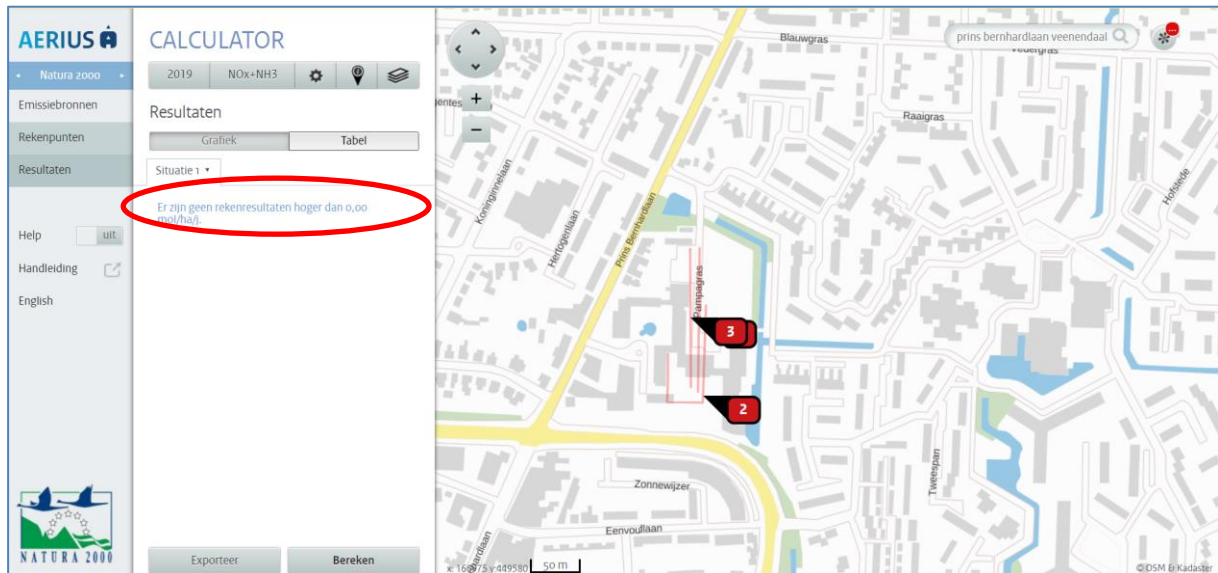 AERIUS
Natura 2000
Emissiebronnen
Rekenpunten
Resultaten
Help
uit
Handleiding
English
NATURA 2000
CALCULATOR
2019
NOx+NH3
Resultaten
Grafiek
Tabel
Situatie 1
Er zijn geen rekenresultaten hoger dan 0,00
mol/ha/j.
Exporteer
Bereken
prins bernhardlaan veenendaal
Blauwgras
Vedergras
Raaigras
Hofstede
Koninginnelaan
Hertogenlaan
Prins Bernhardlaan
Pampagras
3
2
Tweespan
Zonnewijzer
Eenvoullaan
50 m
© OSM & Kadaster